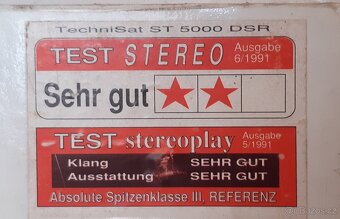 TechniSat ST 5000 DSR
TEST STEREO Ausgabe 6/1991
Sehr gut
TEST stereoplay Ausgabe 5/1991
Klang SEHR GUT
Ausstattung SEHR GUT
Absolute Spitzenklasse III, REFERENZ